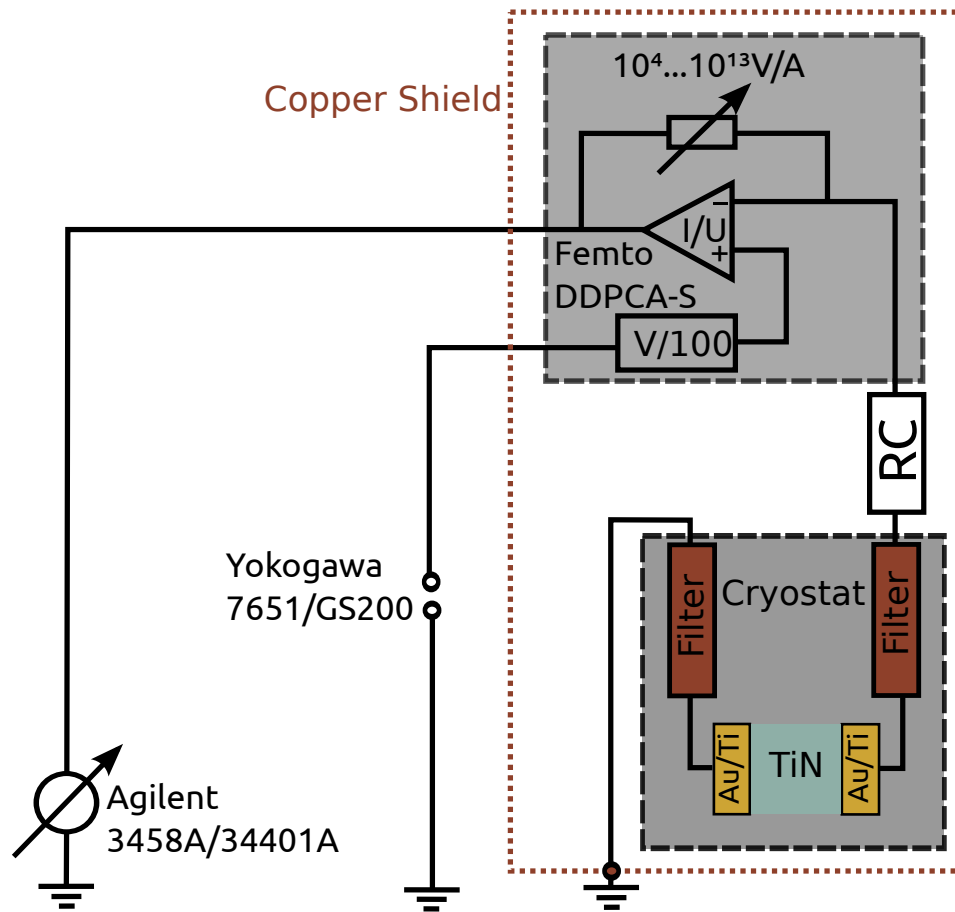 10⁴...10¹³V/A
Copper Shield
−
I/U
+
Femto
DDPCA-S
V/100
RC
Yokogawa
7651/GS200
Cryostat
Filter
Filter
Au/Ti
TiN
Au/Ti
Agilent
3458A/34401A